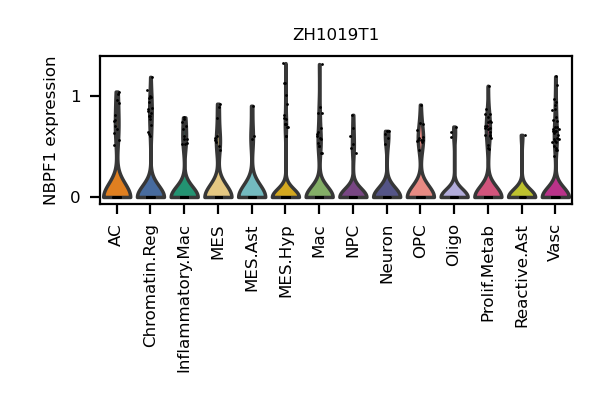 ZH1019T1
NBPF1 expression
1
0
AC
Chromatin.Reg
Inflammatory.Mac
MES
MES.Ast
MES.Hyp
Mac
NPC
Neuron
OPC
Oligo
Prolif.Metab
Reactive.Ast
Vasc